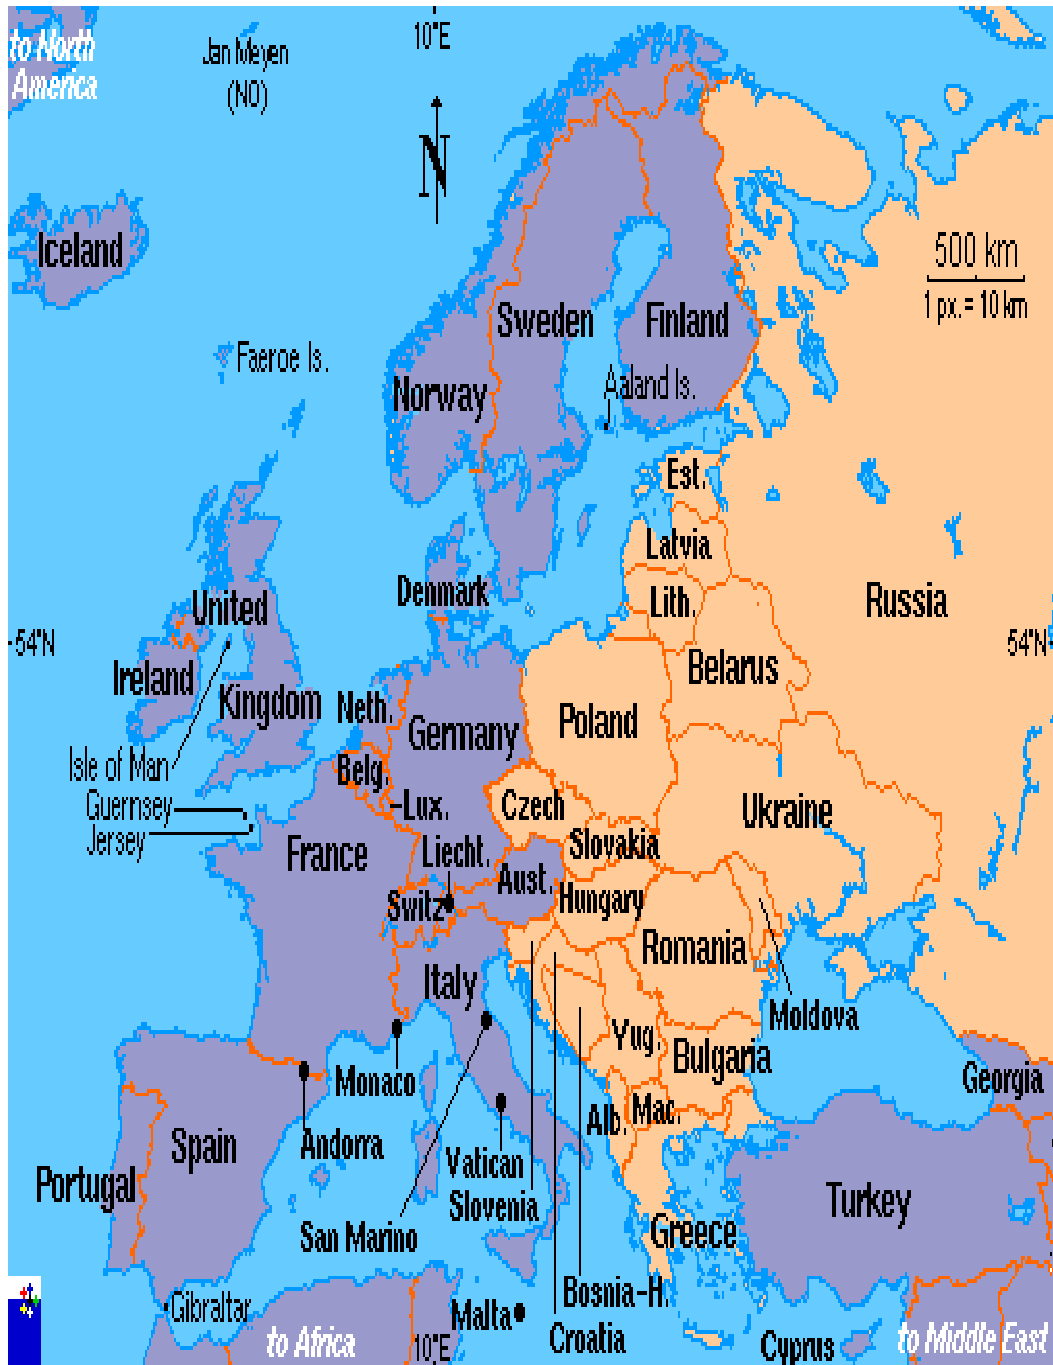 to North
America
Jan Meyen
(NO)
10°E
N
Iceland
500 km
1 px. = 10 km
Sweden
Finland
Faeroe Is.
Norway
Aaland Is.
Est.
Latvia
Denmark
Lith.
United
Russia
54°N
54°N
Ireland
Kingdom
Belarus
Neth.
Germany
Poland
Isle of Man
Belg.
Guernsey
-Lux.
Czech
Ukraine
Jersey
France
Liecht.
Slovakia
Aust.
Switz
Hungary
Romania
Italy
Moldova
Yug.
Bulgaria
Monaco
Georgia
Alb.
Mac.
Spain
Andorra
Vatican
Portugal
Slovenia
Turkey
San Marino
Greece
Bosnia-H.
Gibraltar
Malta
Croatia
to Africa
10°E
Cyprus
to Middle East